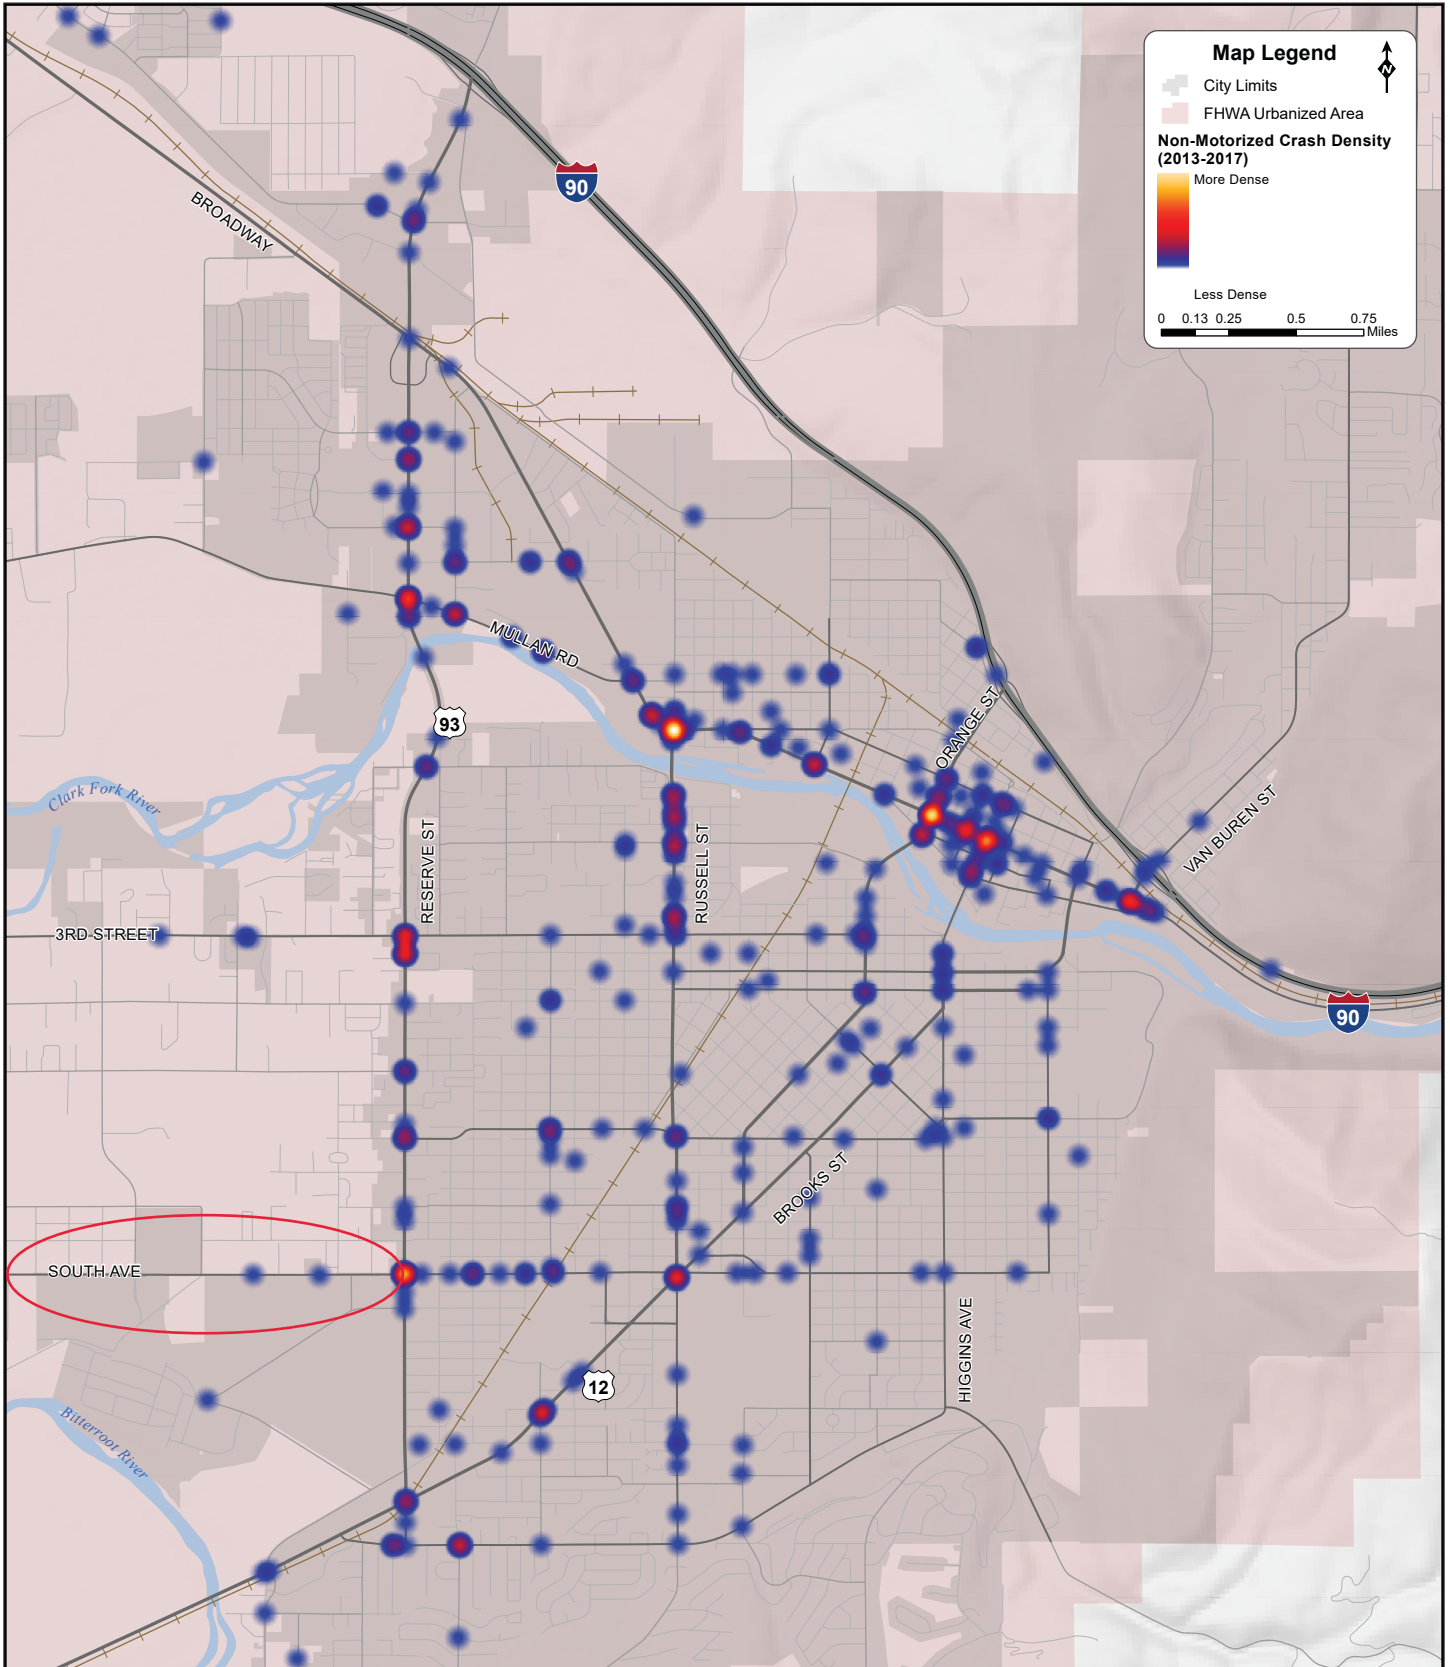 Map Legend
N
City Limits
FHWA Urbanized Area
Non-Motorized Crash Density
(2013-2017)
More Dense
Less Dense
0 0.13 0.25 0.5 0.75
Miles
90
BROADWAY
MULLAN RD
93
ORANGE ST
Clark Fork River
VAN BUREN ST
RESERVE ST
RUSSELL ST
3RD STREET
90
BROOKS ST
SOUTH AVE
HIGGINS AVE
12
Bitterroot River